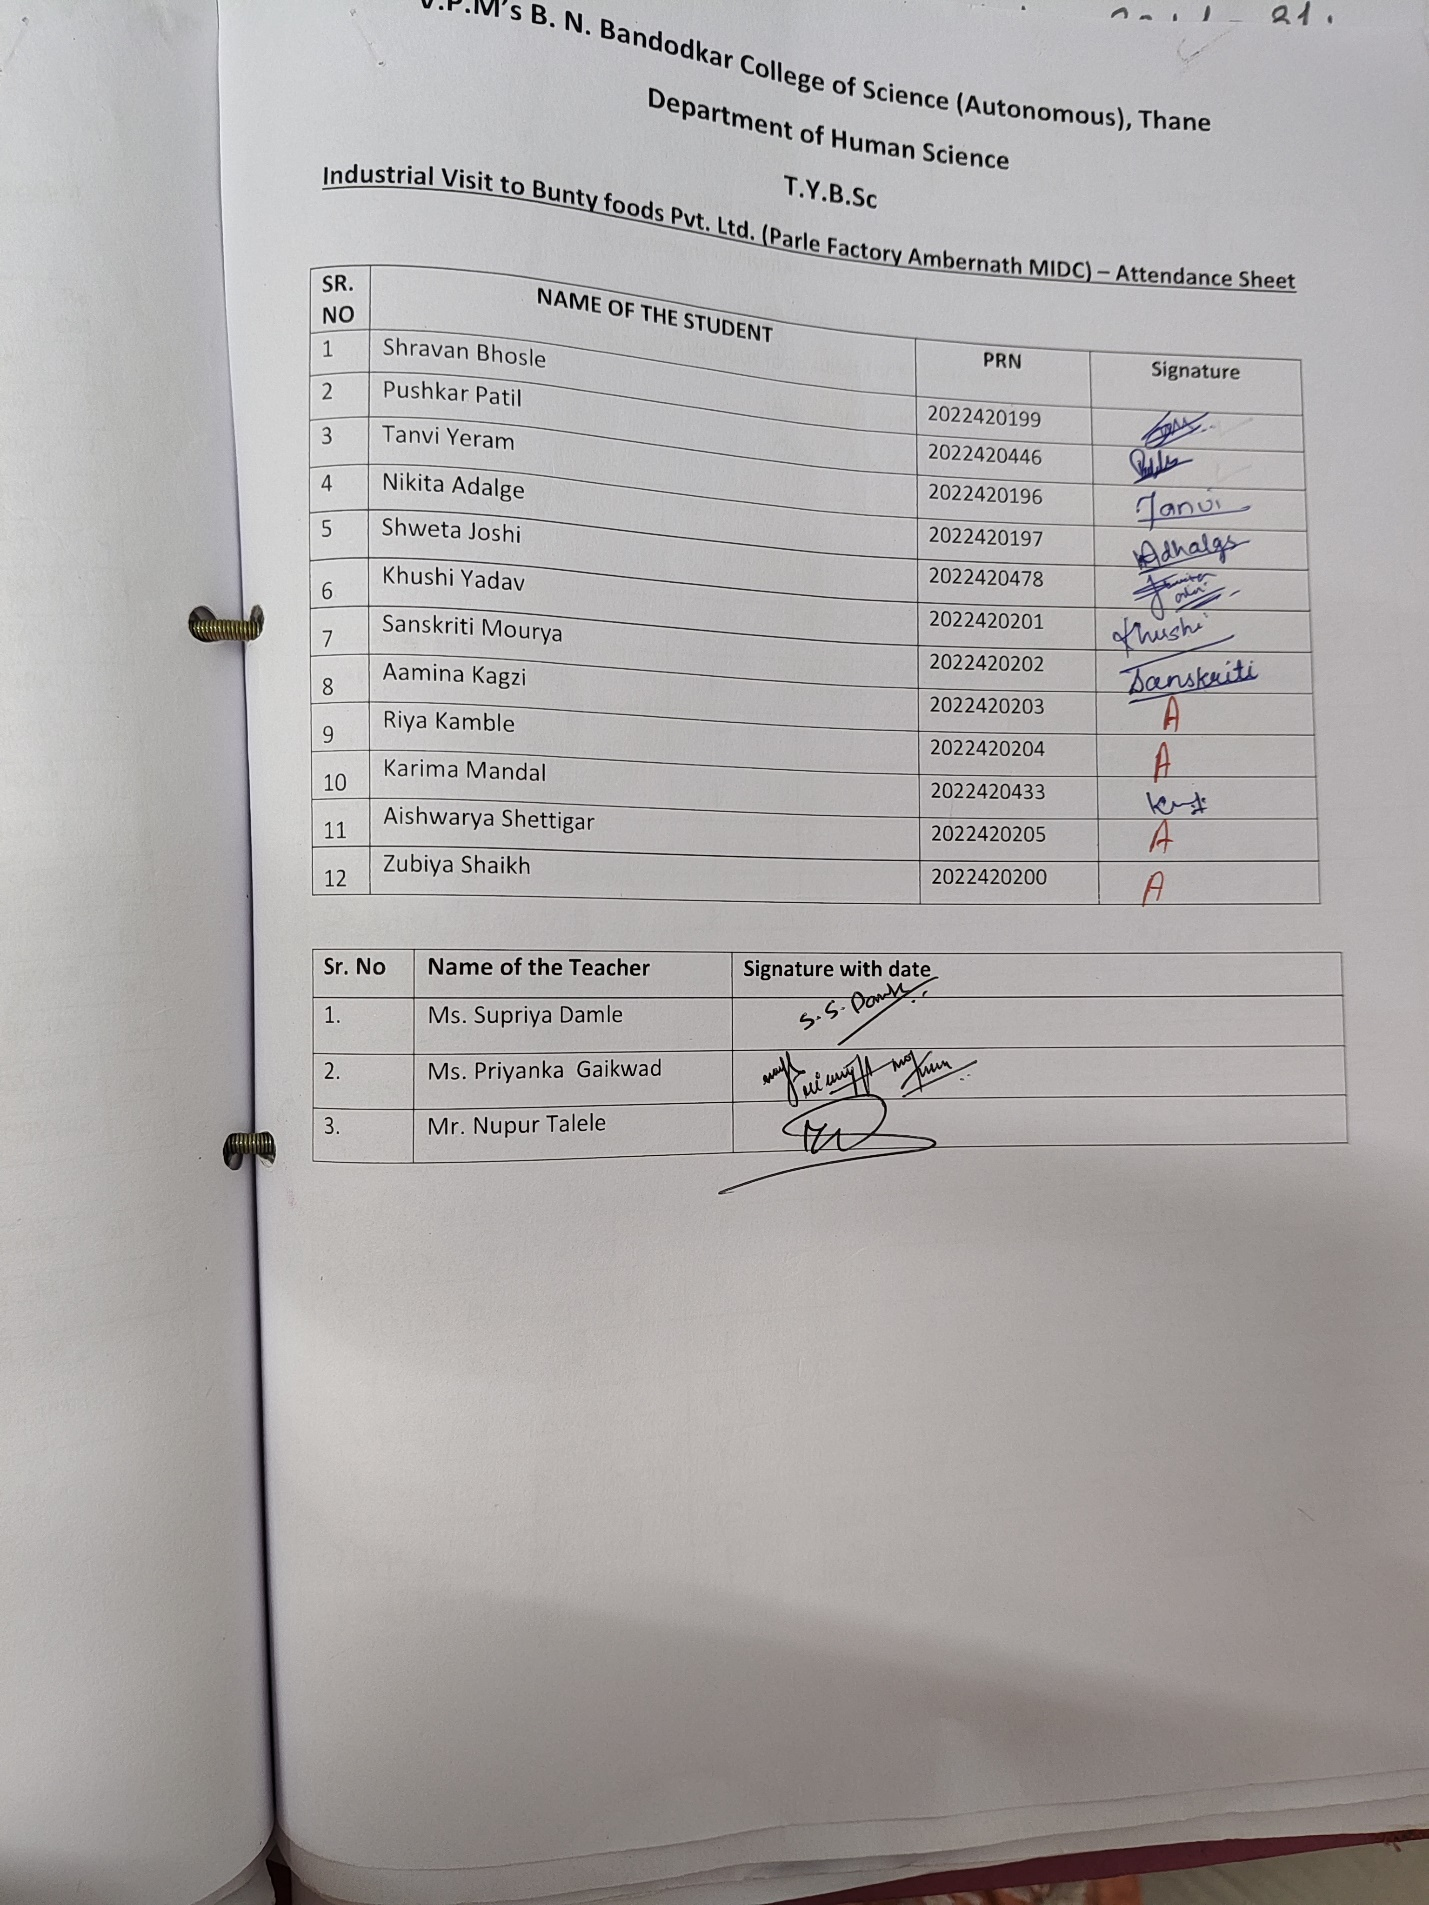 V.P.M's B. N. Bandodkar College of Science (Autonomous), Thane
Department of Human Science
T.Y.B.Sc
Industrial Visit to Bunty foods Pvt. Ltd. (Parle Factory Ambernath MIDC) – Attendance Sheet
SR. NO NAME OF THE STUDENT PRN Signature
1 Shravan Bhosle 2022420199
2 Pushkar Patil 2022420446
3 Tanvi Yeram 2022420196 Tanvi
4 Nikita Adalge 2022420197
5 Shweta Joshi 2022420478
6 Khushi Yadav 2022420201 Khushi
7 Sanskriti Mourya 2022420202 Sanskriti
8 Aamina Kagzi 2022420203 A
9 Riya Kamble 2022420204 A
10 Karima Mandal 2022420433
11 Aishwarya Shettigar 2022420205 A
12 Zubiya Shaikh 2022420200 A
Sr. No Name of the Teacher Signature with date
1. Ms. Supriya Damle S. S.
2. Ms. Priyanka Gaikwad
3. Mr. Nupur Talele